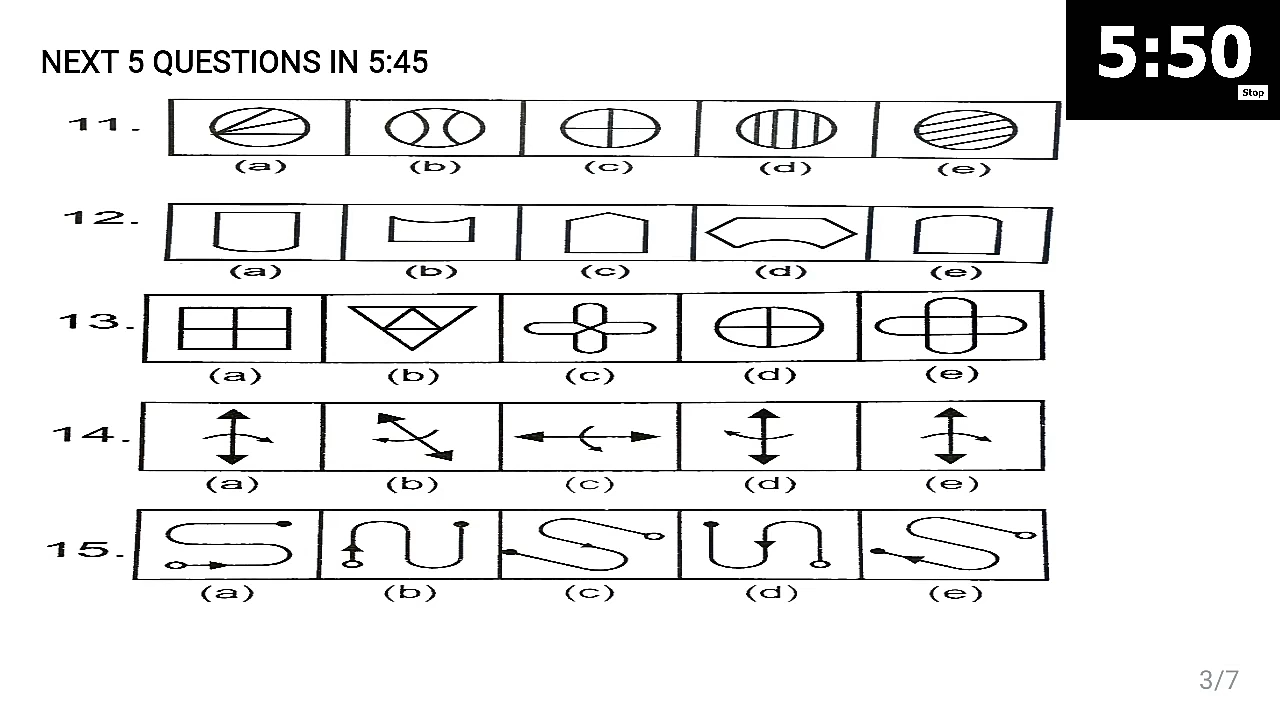 NEXT 5 QUESTIONS IN 5:45
5:50
Stop
11.
(a) (b) (c) (d) (e)
12.
(a) (b) (c) (d) (e)
13.
(a) (b) (c) (d) (e)
14.
(a) (b) (c) (d) (e)
15.
(a) (b) (c) (d) (e)
3/7